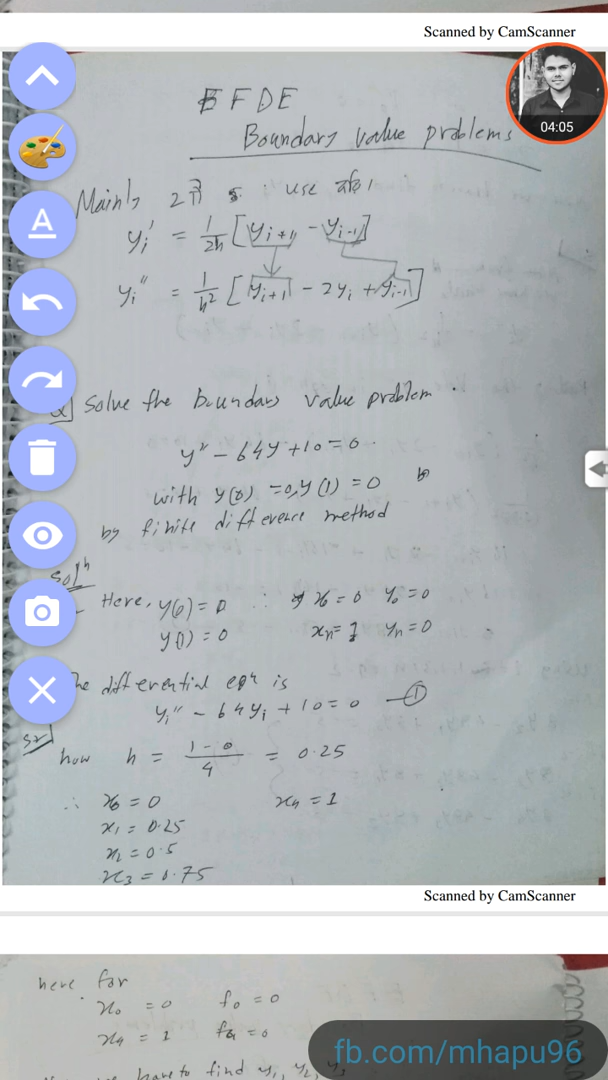 Scanned by CamScanner
04:05
FDE
Boundary value problems
Mainly 2 use
yi' = 1/2h [yi+1 - yi-1]
yi'' = 1/h² [yi+1 - 2yi + yi-1]
Solve the boundary value problem
y'' - 64y + 10 = 0
with y(0) = 0, y(1) = 0
by finite difference method
Solⁿ
Here, y(0) = 0 ∴ x0 = 0 y0 = 0
y(1) = 0 xn = 1 yn = 0
he differential eqn is
yi'' - 64yi + 10 = 0 — ①
now h = (1 - 0)/4 = 0.25
∴ x0 = 0 x4 = 1
x1 = 0.25
x2 = 0.5
x3 = 0.75
Scanned by CamScanner
here for
x0 = 0 f0 = 0
x4 = 1 f4 = 0
have to find y1, y2, y3
fb.com/mhapu96